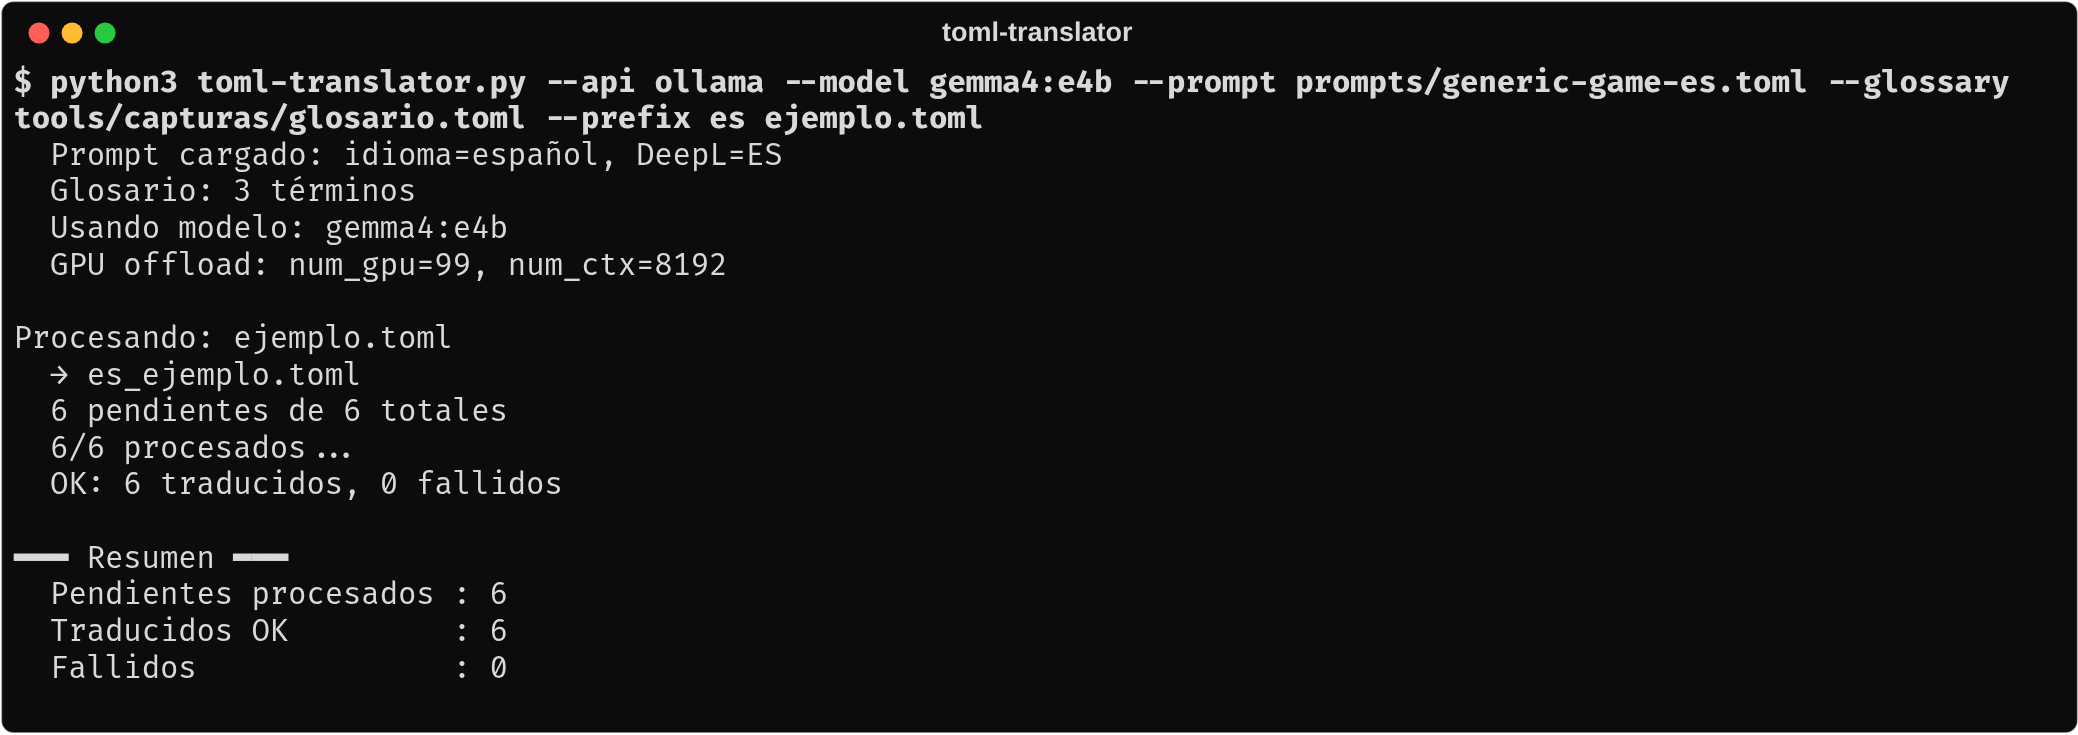 toml-translator
$ python3 toml-translator.py --api ollama --model gemma4:e4b --prompt prompts/generic-game-es.toml --glossary
tools/capturas/glosario.toml --prefix es ejemplo.toml
  Prompt cargado: idioma=español, DeepL=ES
  Glosario: 3 términos
  Usando modelo: gemma4:e4b
  GPU offload: num_gpu=99, num_ctx=8192

Procesando: ejemplo.toml
  → es_ejemplo.toml
  6 pendientes de 6 totales
  6/6 procesados...
  OK: 6 traducidos, 0 fallidos

━━━ Resumen ━━━
  Pendientes procesados : 6
  Traducidos OK         : 6
  Fallidos              : 0